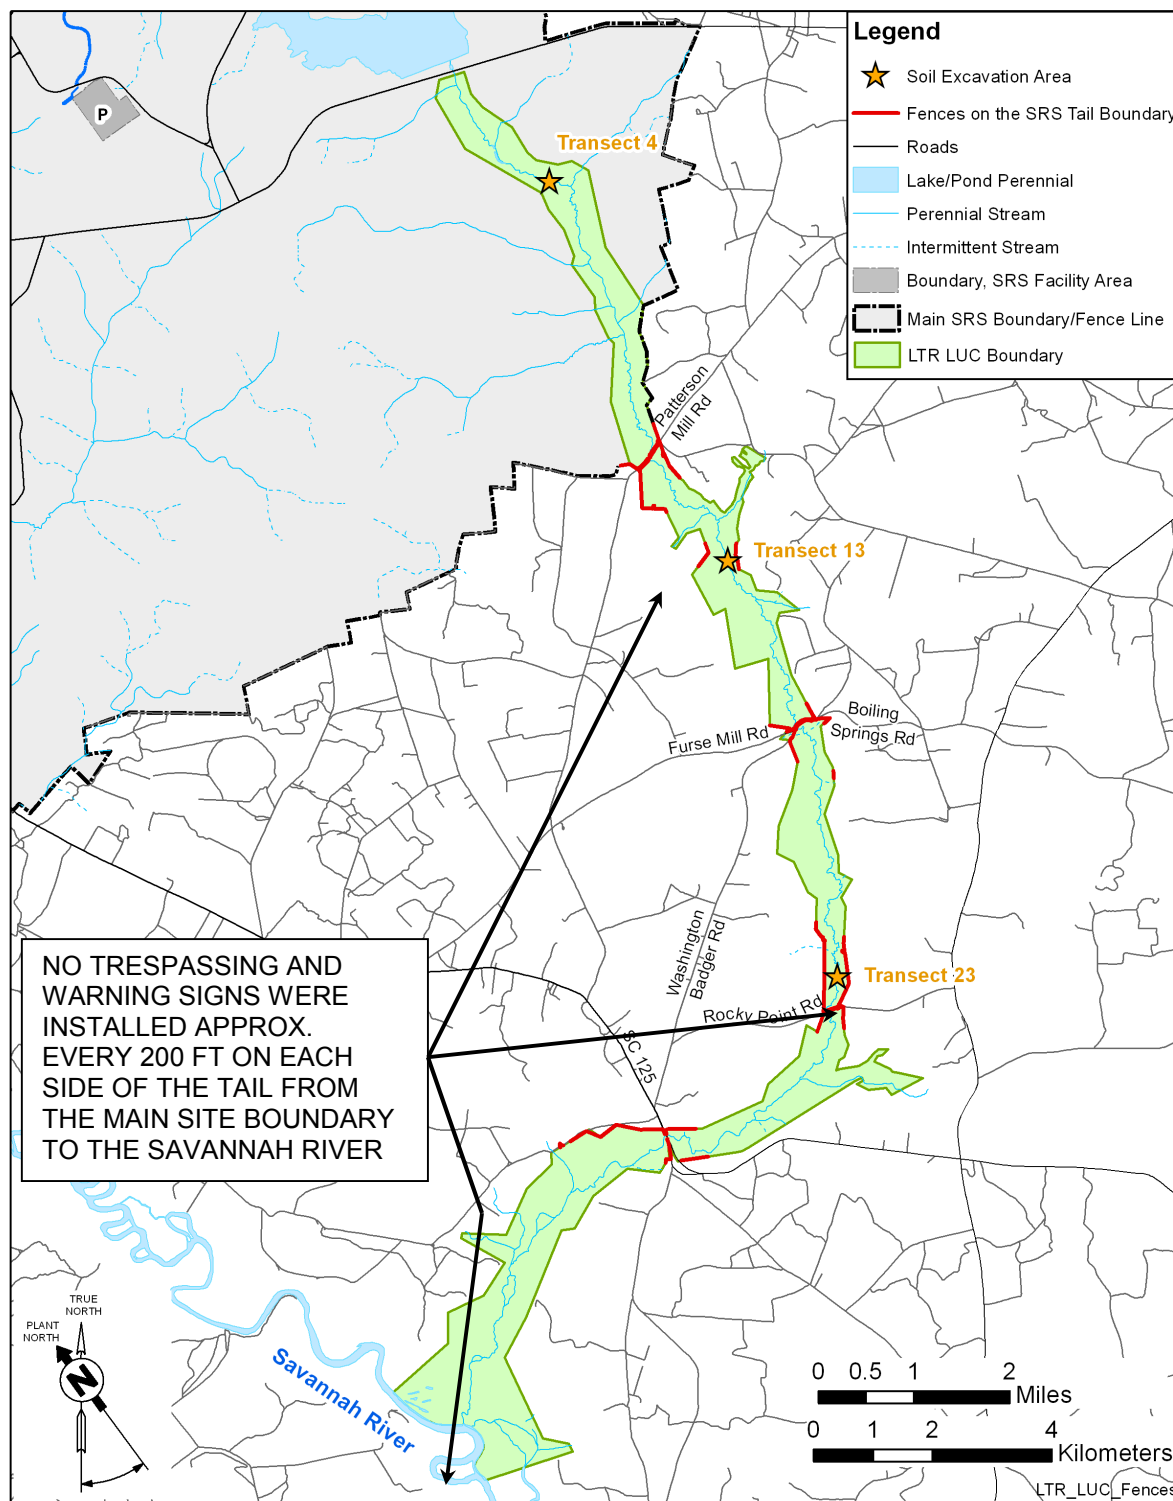 Legend
Soil Excavation Area
Fences on the SRS Tail Boundary
Roads
Lake/Pond Perennial
Perennial Stream
Intermittent Stream
Boundary, SRS Facility Area
Main SRS Boundary/Fence Line
LTR LUC Boundary
P
Transect 4
Patterson
Mill Rd
Transect 13
Boiling
Springs Rd
Furse Mill Rd
Washington
Badger Rd
Transect 23
Rocky Point Rd
SC 125
NO TRESPASSING AND
WARNING SIGNS WERE
INSTALLED APPROX.
EVERY 200 FT ON EACH
SIDE OF THE TAIL FROM
THE MAIN SITE BOUNDARY
TO THE SAVANNAH RIVER
TRUE
NORTH
PLANT
NORTH
N
Savannah River
0 0.5 1 2
Miles
0 1 2 4
Kilometers
LTR_LUC_Fences